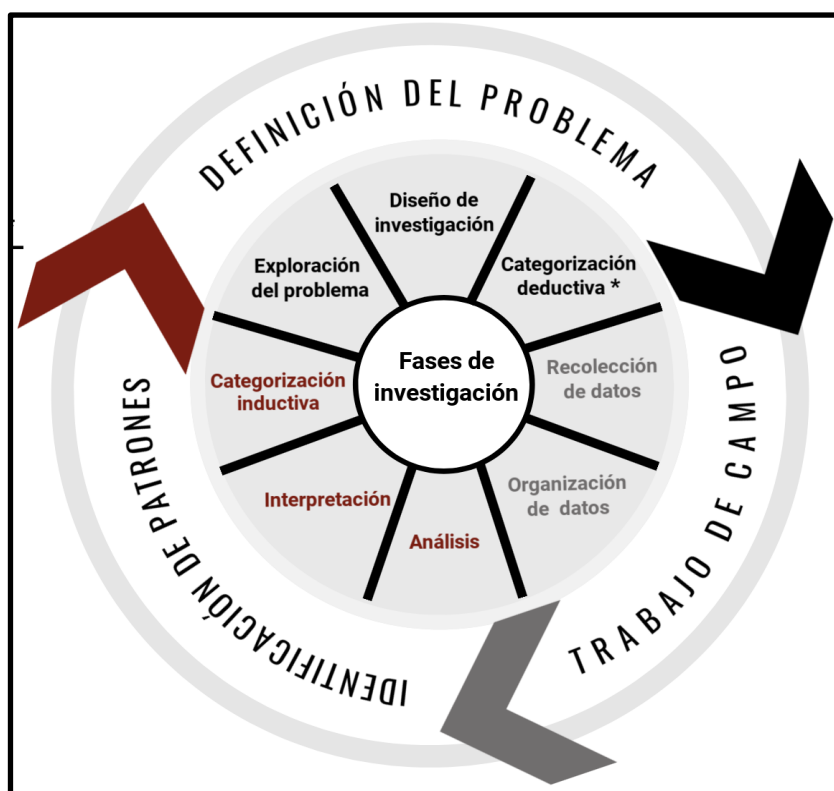 DEFINICIÓN DEL PROBLEMA
Diseño de
investigación
Exploración
del problema
Categorización
deductiva *
Fases de
investigación
Categorización
inductiva
Recolección
de datos
Interpretación
Organización
de datos
Análisis
TRABAJO DE CAMPO
IDENTIFICACIÓN DE PATRONES